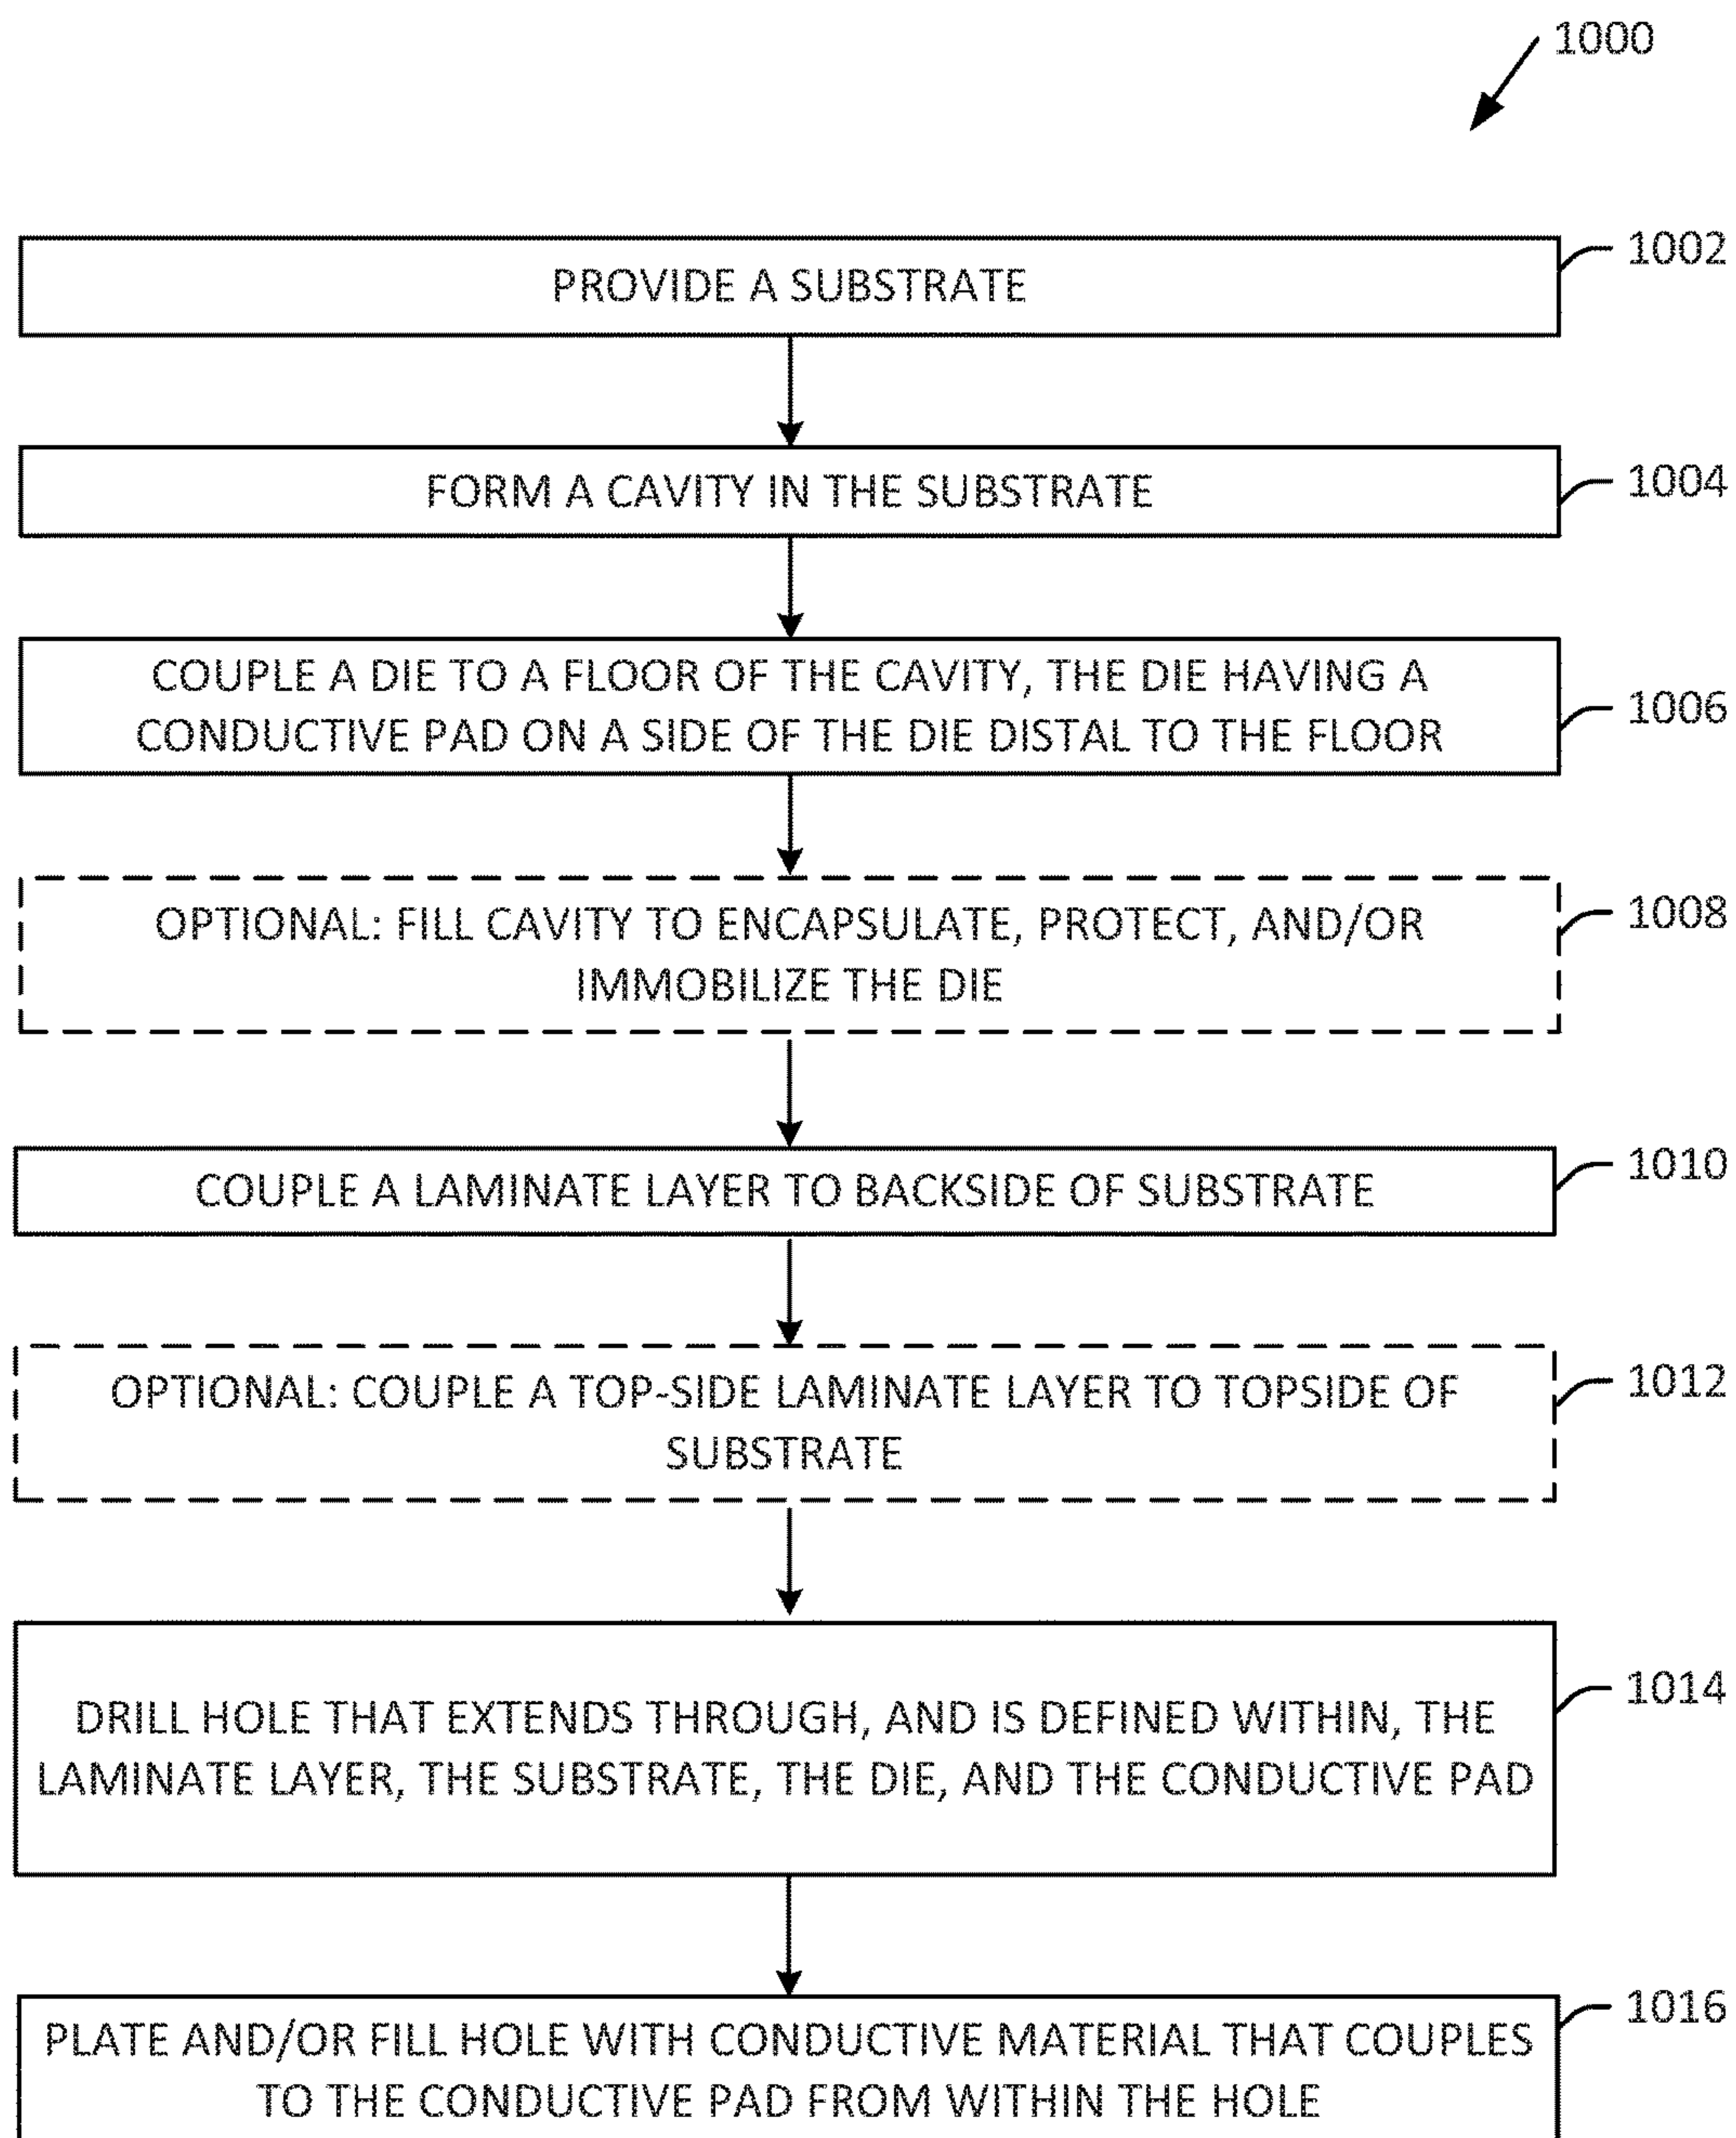 1000
PROVIDE A SUBSTRATE
1002
FORM A CAVITY IN THE SUBSTRATE
1004
COUPLE A DIE TO A FLOOR OF THE CAVITY, THE DIE HAVING A
CONDUCTIVE PAD ON A SIDE OF THE DIE DISTAL TO THE FLOOR
1006
OPTIONAL: FILL CAVITY TO ENCAPSULATE, PROTECT, AND/OR
IMMOBILIZE THE DIE
1008
COUPLE A LAMINATE LAYER TO BACKSIDE OF SUBSTRATE
1010
OPTIONAL: COUPLE A TOP-SIDE LAMINATE LAYER TO TOPSIDE OF
SUBSTRATE
1012
DRILL HOLE THAT EXTENDS THROUGH, AND IS DEFINED WITHIN, THE
LAMINATE LAYER, THE SUBSTRATE, THE DIE, AND THE CONDUCTIVE PAD
1014
PLATE AND/OR FILL HOLE WITH CONDUCTIVE MATERIAL THAT COUPLES
TO THE CONDUCTIVE PAD FROM WITHIN THE HOLE
1016